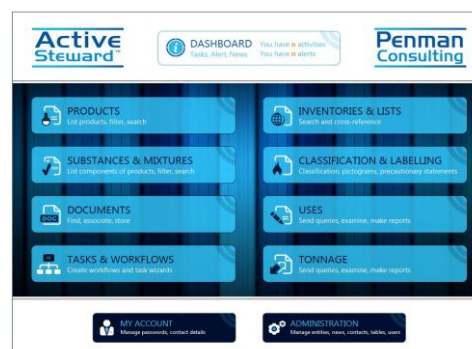 Active
Steward™
DASHBOARD
Tasks, Alert, News
You have n activities
You have n alerts
Penman
Consulting
PRODUCTS
List products, filter, search
INVENTORIES & LISTS
Search and cross-reference
SUBSTANCES & MIXTURES
List components of products, filter, search
CLASSIFICATION & LABELLING
Classification, pictograms, precautionary statements
DOC
DOCUMENTS
Find, associate, store
USES
Send queries, examine, make reports
TASKS & WORKFLOWS
Create workflows and task wizards
TONNAGE
Send queries, examine, make reports
MY ACCOUNT
Manage passwords, contact details
ADMINISTRATION
Manage entities, news, contacts, tables, users